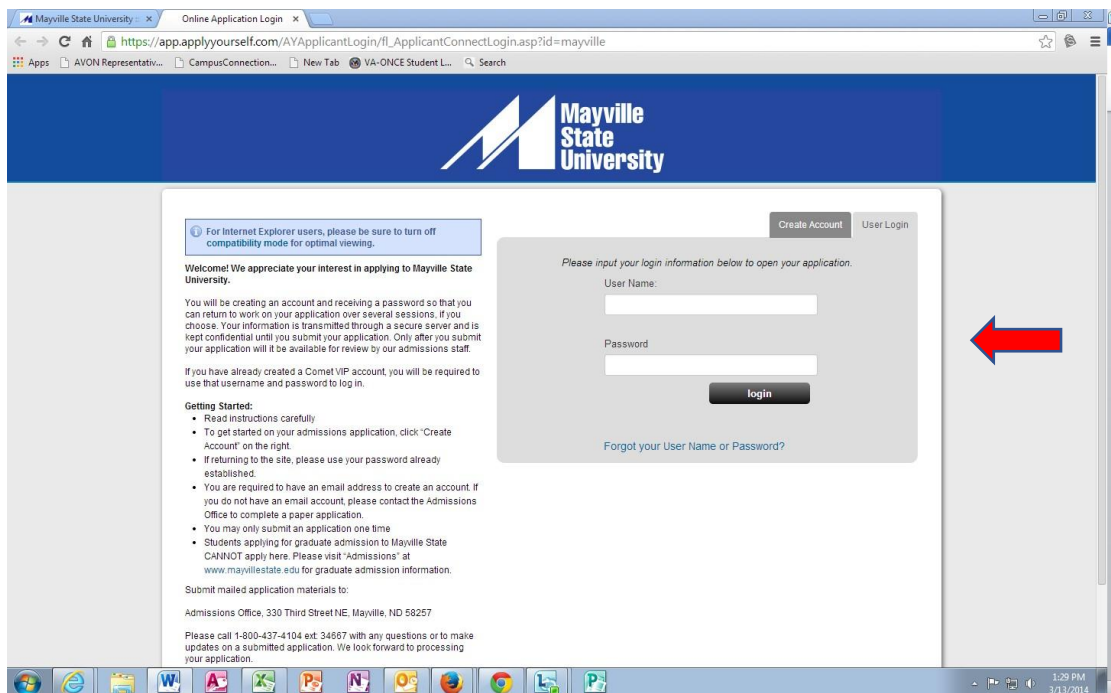 Mayville State University :
Online Application Login
https://app.applyyourself.com/AYApplicantLogin/fl_ApplicantConnectLogin.asp?id=mayville
Apps AVON Representativ... CampusConnection... New Tab VA-ONCE Student L... Search
Mayville
State
University
For Internet Explorer users, please be sure to turn off
compatibility mode for optimal viewing.
Welcome! We appreciate your interest in applying to Mayville State
University.
You will be creating an account and receiving a password so that you
can return to work on your application over several sessions, if you
choose. Your information is transmitted through a secure server and is
kept confidential until you submit your application. Only after you submit
your application will it be available for review by our admissions staff.
If you have already created a Comet VIP account, you will be required to
use that username and password to log in.
Getting Started:
• Read instructions carefully
• To get started on your admissions application, click "Create
Account" on the right.
• If returning to the site, please use your password already
established.
• You are required to have an email address to create an account. If
you do not have an email account, please contact the Admissions
Office to complete a paper application.
• You may only submit an application one time
• Students applying for graduate admission to Mayville State
CANNOT apply here. Please visit "Admissions" at
www.mayvillestate.edu for graduate admission information.
Submit mailed application materials to:
Admissions Office, 330 Third Street NE, Mayville, ND 58257
Please call 1-800-437-4104 ext: 34667 with any questions or to make
updates on a submitted application. We look forward to processing
your application.
Create Account User Login
Please input your login information below to open your application.
User Name:
Password
login
Forgot your User Name or Password?
1:29 PM
3/13/2014